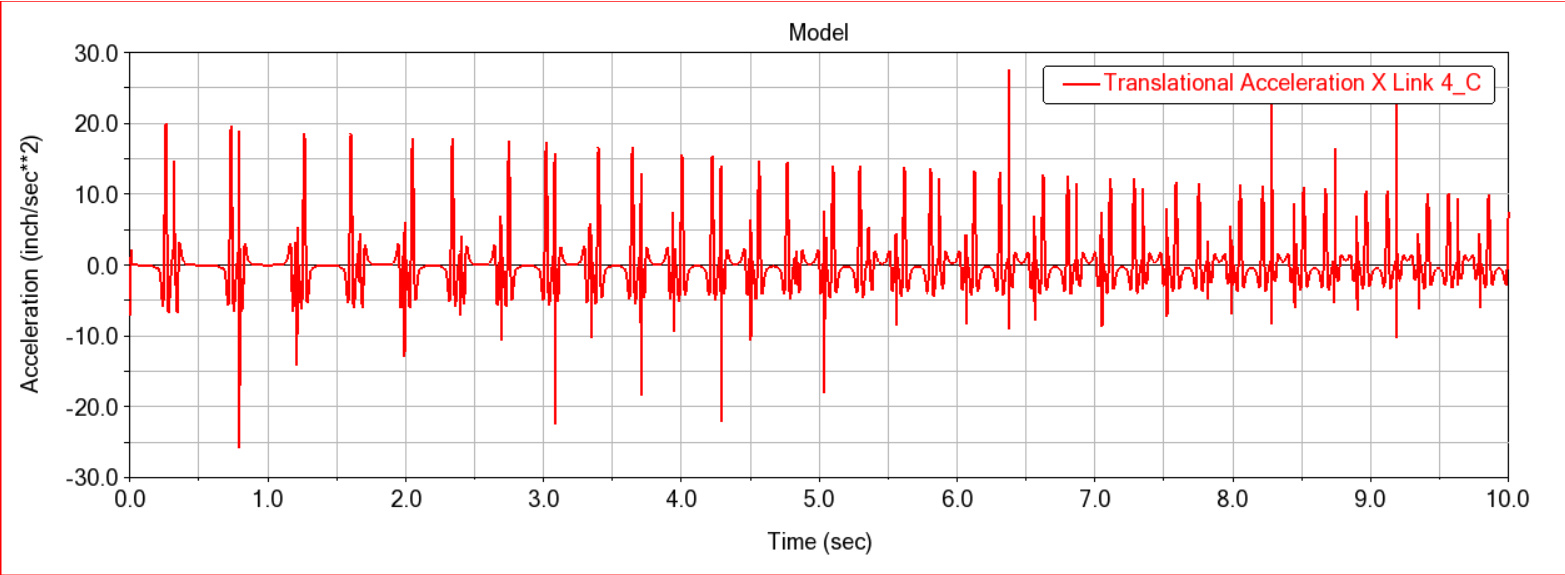 Model
Translational Acceleration X Link 4_C
Acceleration (inch/sec**2)
30.0
20.0
10.0
0.0
-10.0
-20.0
-30.0
0.0 1.0 2.0 3.0 4.0 5.0 6.0 7.0 8.0 9.0 10.0
Time (sec)